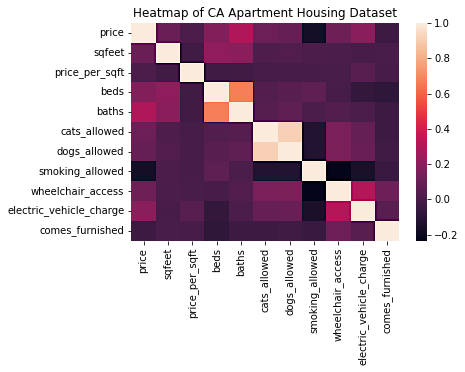 Heatmap of CA Apartment Housing Dataset
price
sqfeet
price_per_sqft
beds
baths
cats_allowed
dogs_allowed
smoking_allowed
wheelchair_access
electric_vehicle_charge
comes_furnished
price
sqfeet
price_per_sqft
beds
baths
cats_allowed
dogs_allowed
smoking_allowed
wheelchair_access
electric_vehicle_charge
comes_furnished
1.0
0.8
0.6
0.4
0.2
0.0
−0.2